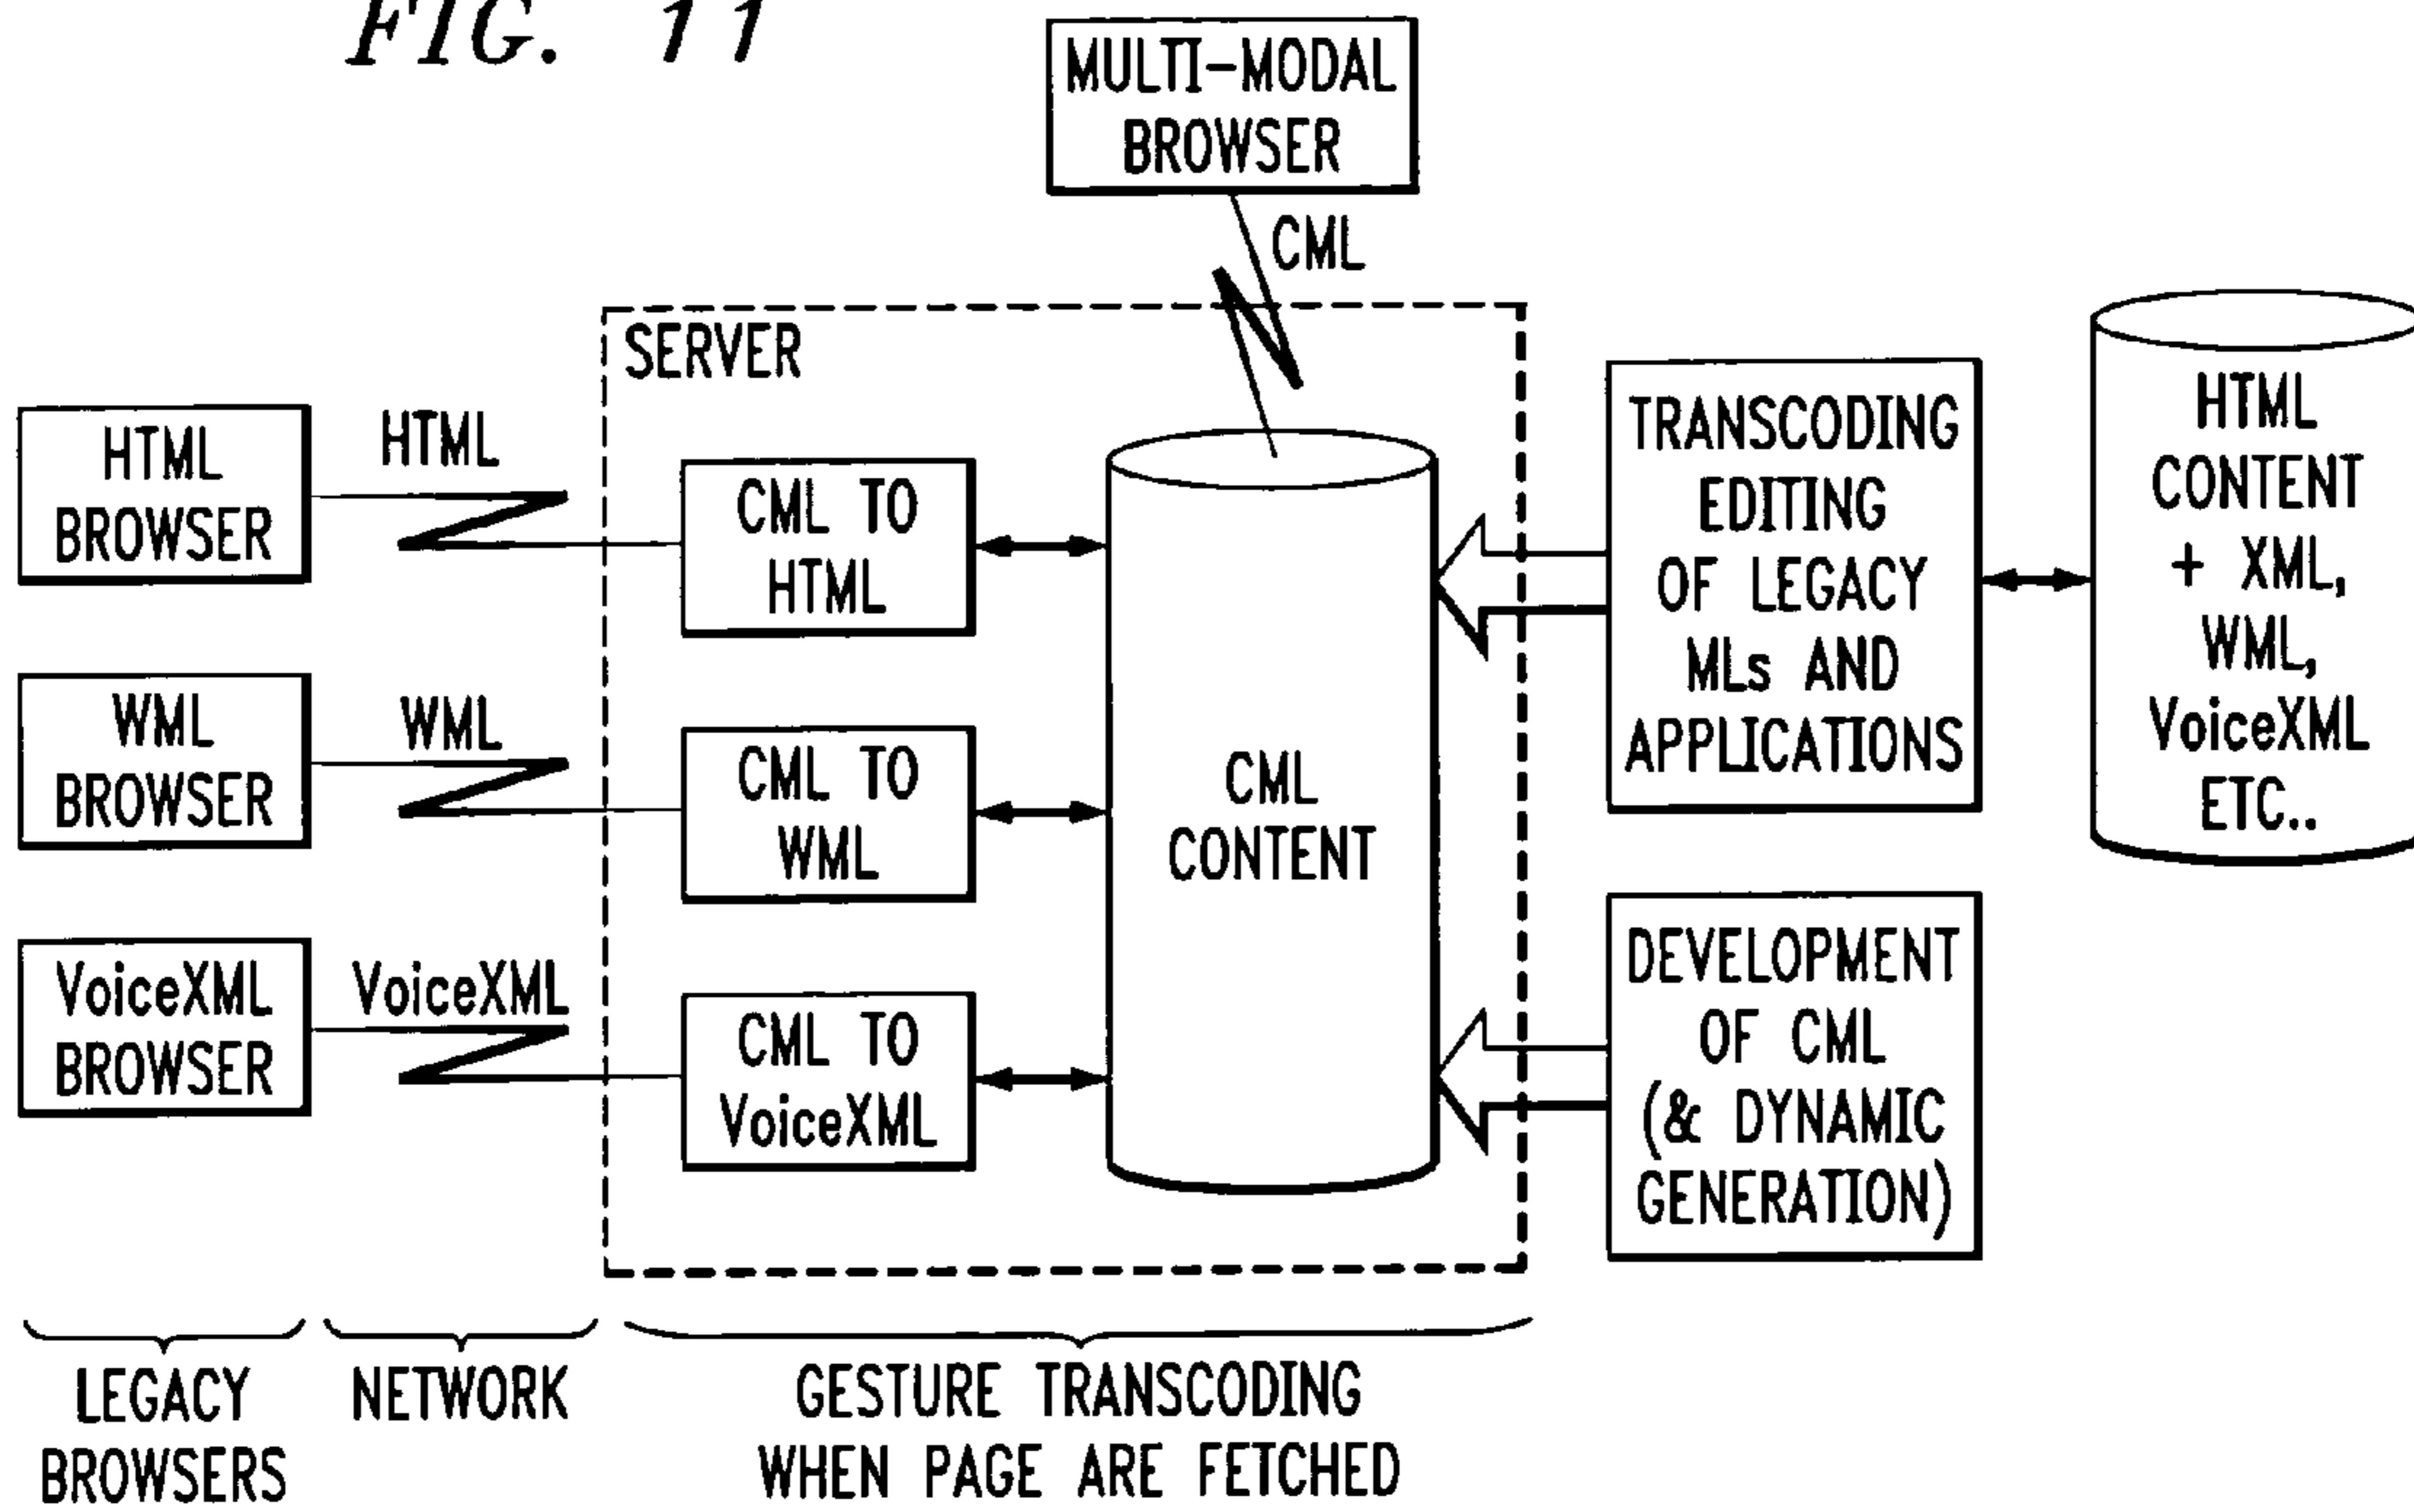 FIG. 11
MULTI-MODAL
BROWSER
CML
SERVER
HTML
BROWSER
HTML
CML TO
HTML
WML
BROWSER
WML
CML TO
WML
VoiceXML
BROWSER
VoiceXML
CML TO
VoiceXML
CML
CONTENT
TRANSCODING
EDITING
OF LEGACY
MLs AND
APPLICATIONS
HTML
CONTENT
+ XML,
WML,
VoiceXML
ETC..
DEVELOPMENT
OF CML
(& DYNAMIC
GENERATION)
LEGACY
BROWSERS
NETWORK
GESTURE TRANSCODING
WHEN PAGE ARE FETCHED